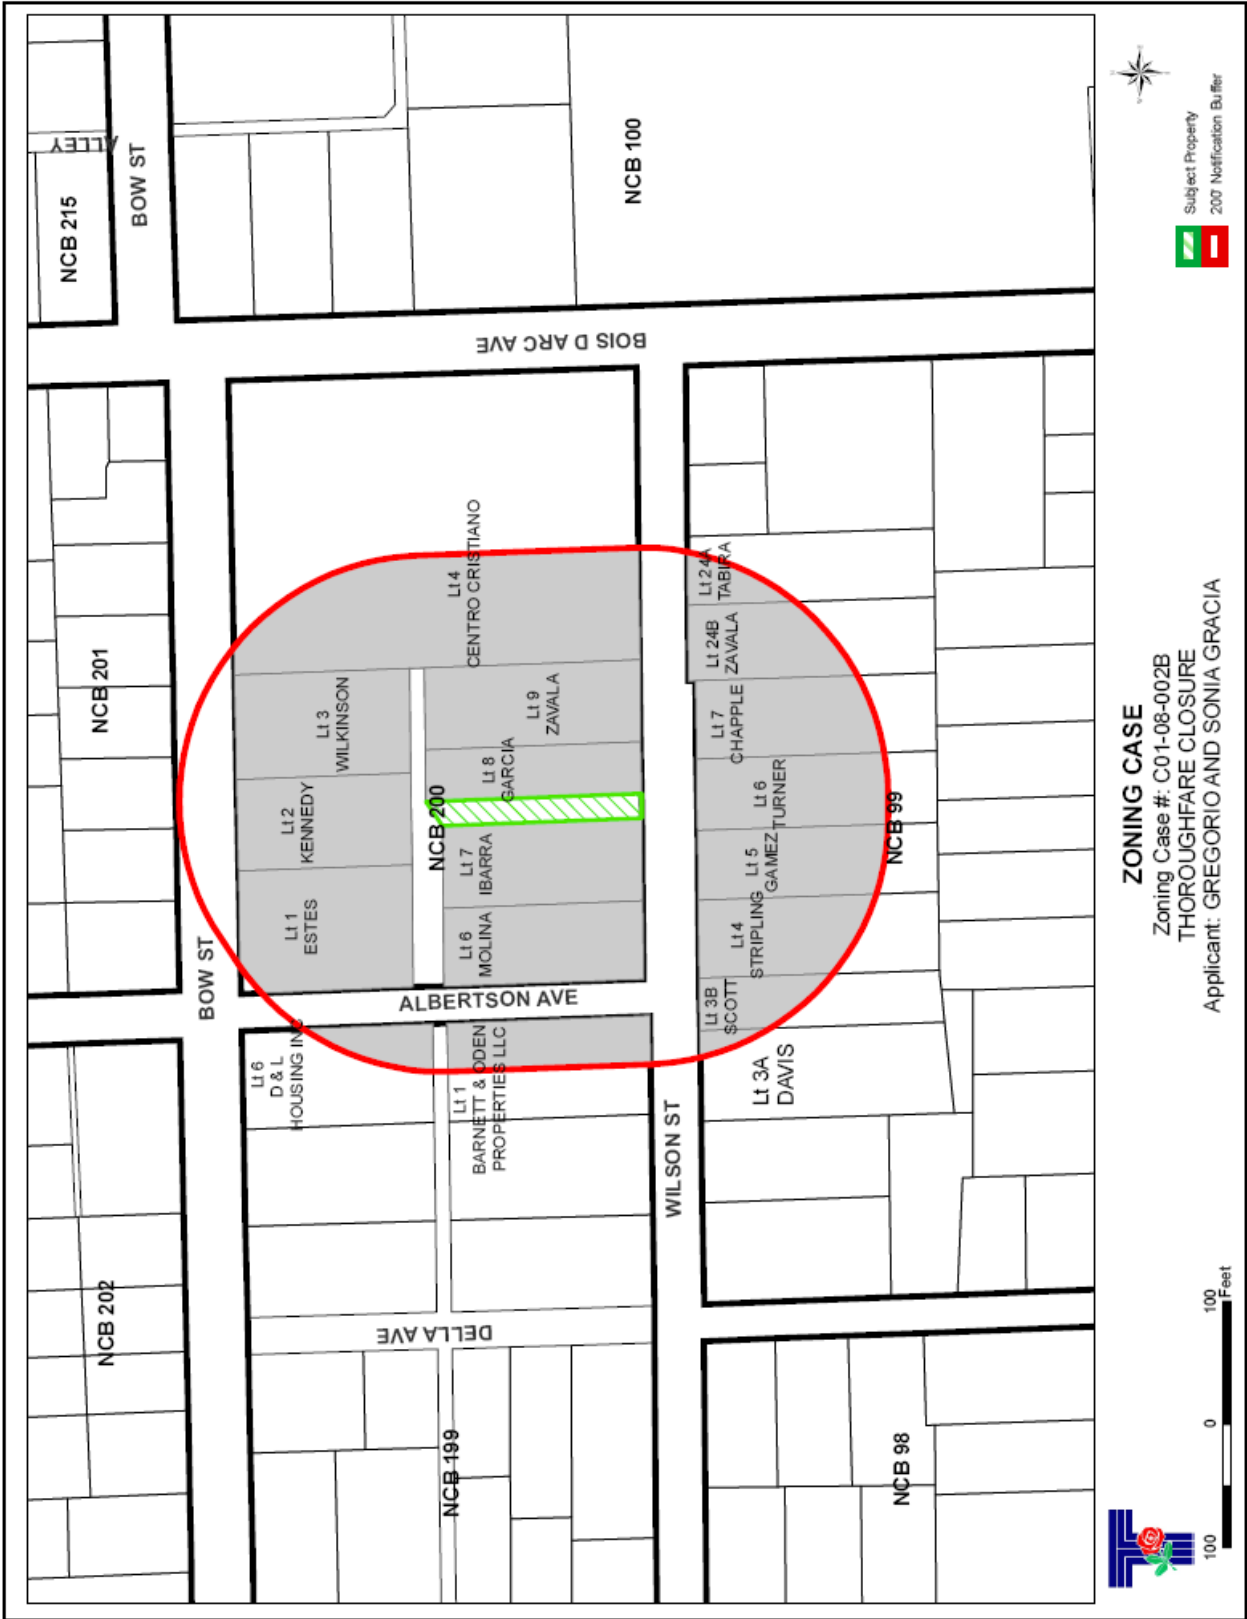 ALLEY
NCB 215
BOW ST
NCB 100
BOIS D ARC AVE
NCB 201
Lt 4
CENTRO CRISTIANO
Lt 3
WILKINSON
Lt 9
ZAVALA
Lt 8
GARCIA
Lt 2
KENNEDY
NCB 200
Lt 7
IBARRA
Lt 1
ESTES
Lt 6
MOLINA
Lt 24A
TABIRA
Lt 24B
ZAVALA
Lt 7
CHAPPLE
Lt 6
TURNER
Lt 5
GAMEZ
Lt 4
STRIPLING
Lt 3B
SCOTT
Lt 3A
DAVIS
NCB 99
BOW ST
ALBERTSON AVE
Lt 6
D & L
HOUSING INC
Lt 1
BARNETT & ODEN
PROPERTIES LLC
WILSON ST
NCB 202
DELLA AVE
NCB 199
NCB 98
ZONING CASE
Zoning Case #: C01-08-002B
THOROUGHFARE CLOSURE
Applicant: GREGORIO AND SONIA GRACIA
Subject Property
200' Notification Buffer
100 0 100
Feet